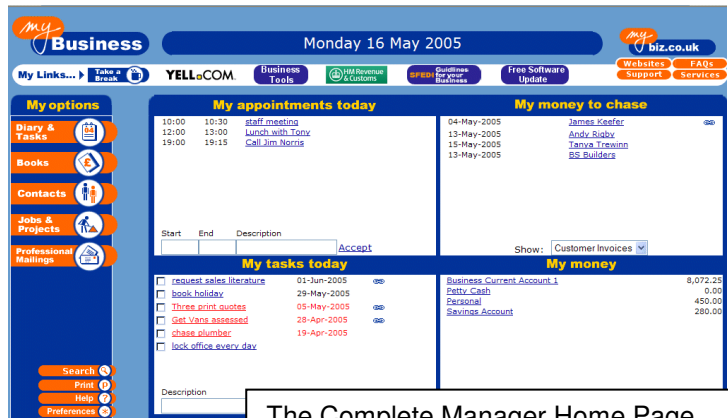 my
Business
Monday 16 May 2005
my
biz.co.uk
Websites FAQs
Support Services
My Links... Take a Break
YELL.COM
Business Tools
HM Revenue & Customs
SFEDI Guidlines for your Business
Free Software Update
My options
Diary & Tasks
04
Books
£
Contacts
Jobs & Projects
Professional Mailings
Search
Print P
Help ?
Preferences
My appointments today
10:00 10:30 staff meeting
12:00 13:00 Lunch with Tony
19:00 19:15 Call Jim Norris
Start End Description
Accept
My money to chase
04-May-2005 James Keefer
13-May-2005 Andy Rigby
15-May-2005 Tanya Trewinn
13-May-2005 BS Builders
Show: Customer Invoices
My tasks today
request sales literature 01-Jun-2005
book holiday 29-May-2005
Three print quotes 05-May-2005
Get Vans assessed 28-Apr-2005
chase plumber 19-Apr-2005
lock office every day
Description
My money
Business Current Account 1 8,072.25
Petty Cash 0.00
Personal 450.00
Savings Account 280.00
The Complete Manager Home Page